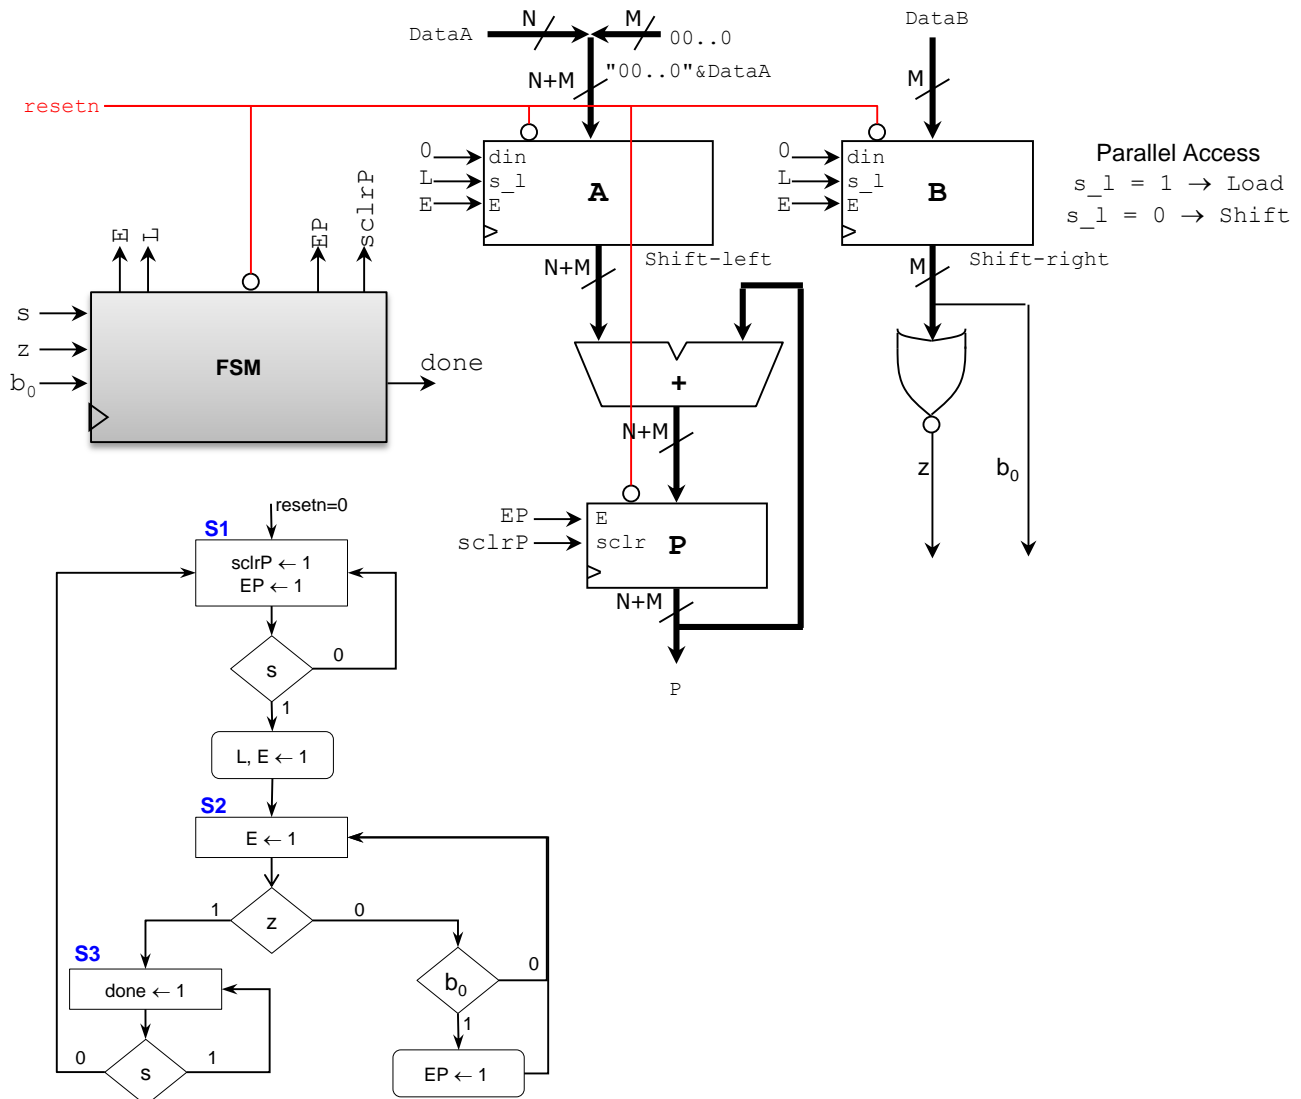 DataA
N
M
00..0
"00..0"&DataA
N+M
DataB
M
resetn
0
din
L
s_l
E
E
A
Shift-left
N+M
0
din
L
s_l
E
E
B
Shift-right
M
Parallel Access
s_l = 1 → Load
s_l = 0 → Shift
E
L
EP
sclrP
s
z
b0
FSM
done
+
N+M
z
b0
EP
E
sclrP
sclr
P
N+M
P
resetn=0
S1
sclrP ← 1
EP ← 1
s
0
1
L, E ← 1
S2
E ← 1
z
1
0
S3
done ← 1
b0
0
1
s
0
1
EP ← 1